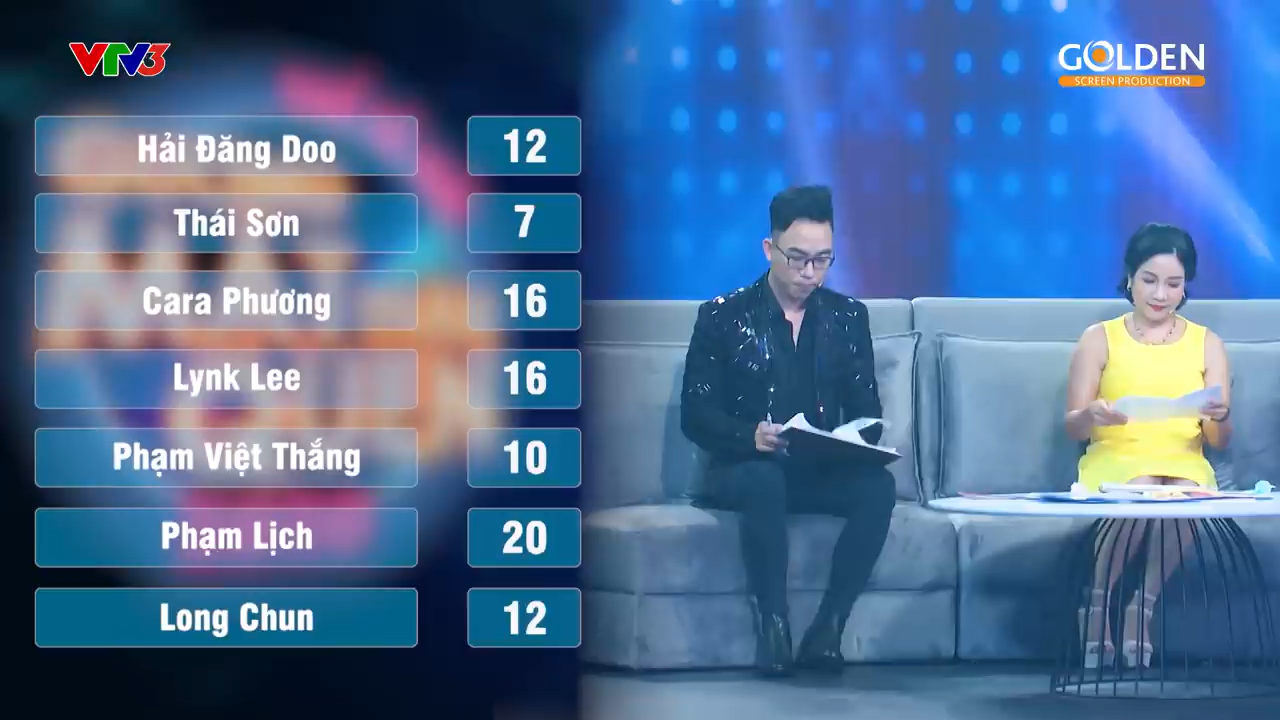 VTV3
GOLDEN
SCREEN PRODUCTION
Hải Đăng Doo 12
Thái Sơn 7
Cara Phương 16
Lynk Lee 16
Phạm Việt Thắng 10
Phạm Lịch 20
Long Chun 12